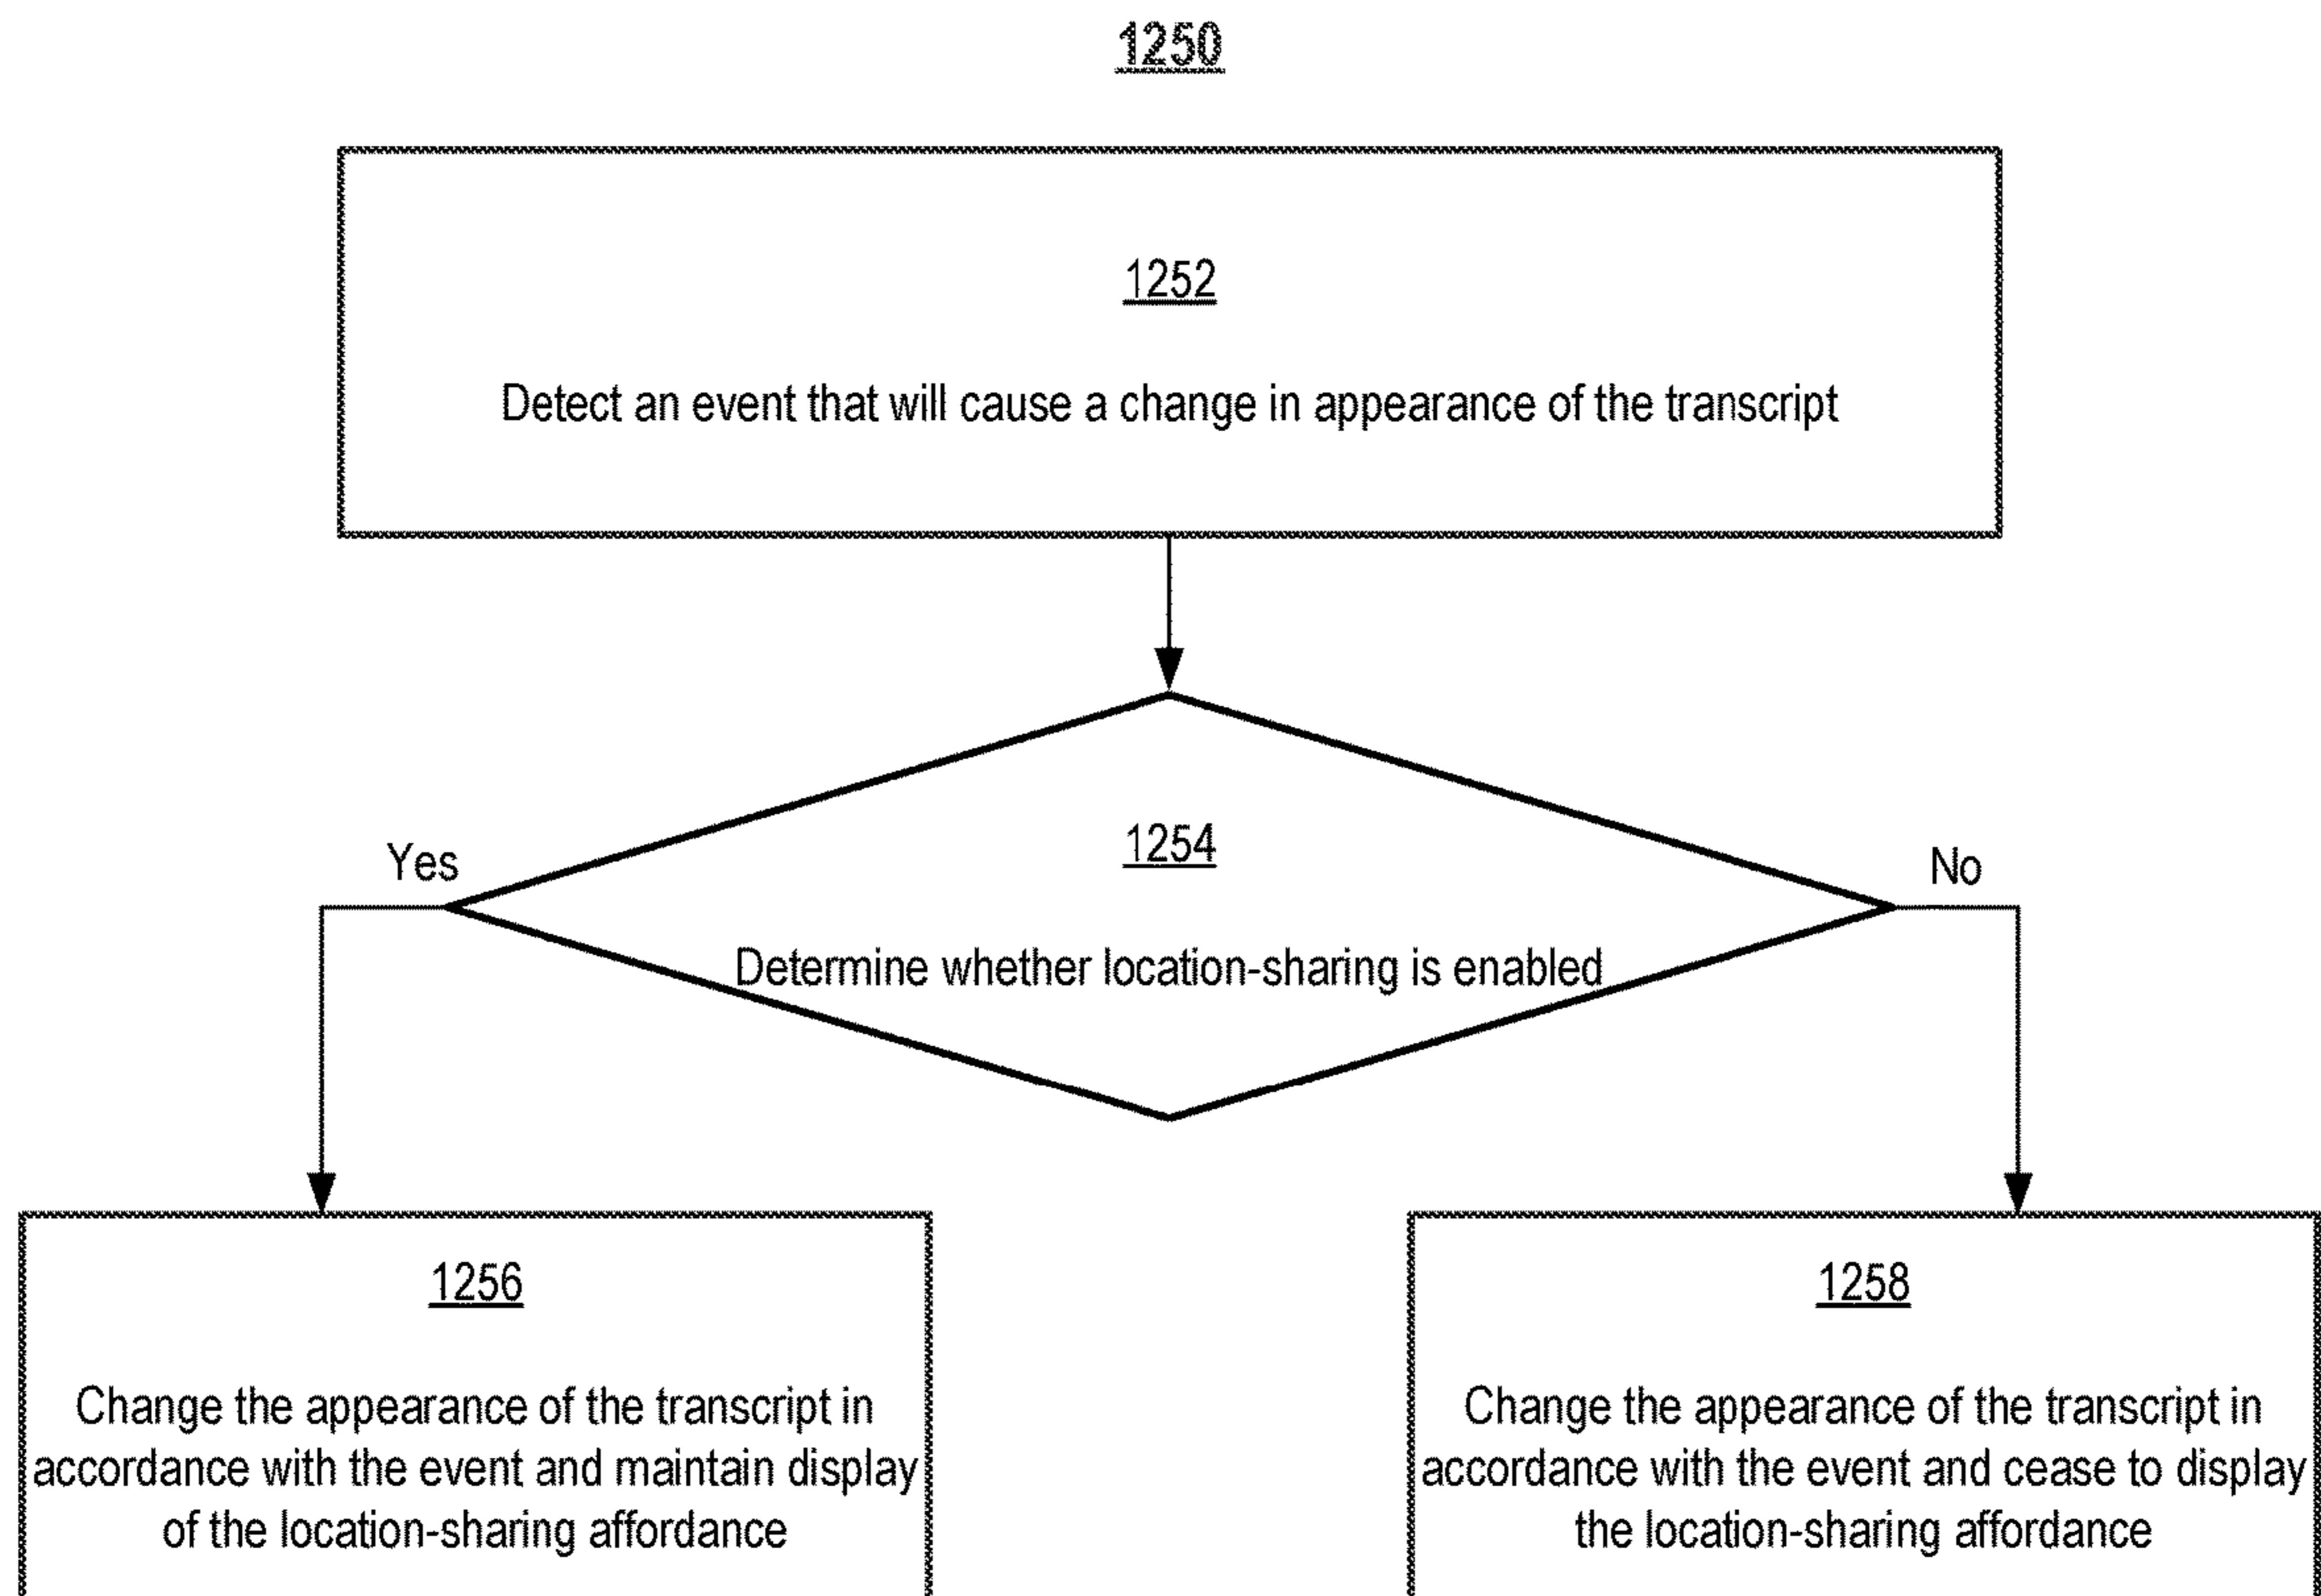 1250
1252
Detect an event that will cause a change in appearance of the transcript
1254
Yes
No
Determine whether location-sharing is enabled
1256
Change the appearance of the transcript in
accordance with the event and maintain display
of the location-sharing affordance
1258
Change the appearance of the transcript in
accordance with the event and cease to display
the location-sharing affordance